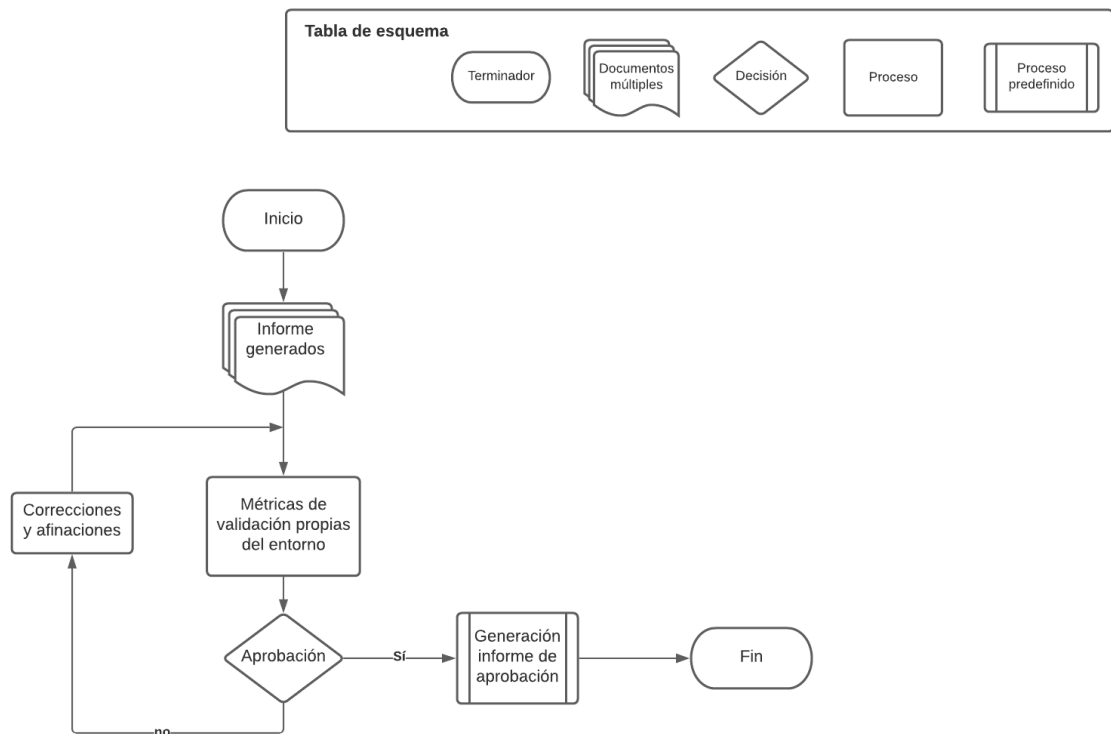 Tabla de esquema
Terminador
Documentos
múltiples
Decisión
Proceso
Proceso
predefinido
Inicio
Informe
generados
Correcciones
y afinaciones
Métricas de
validación propias
del entorno
Aprobación
Sí
Generación
informe de
aprobación
Fin
no